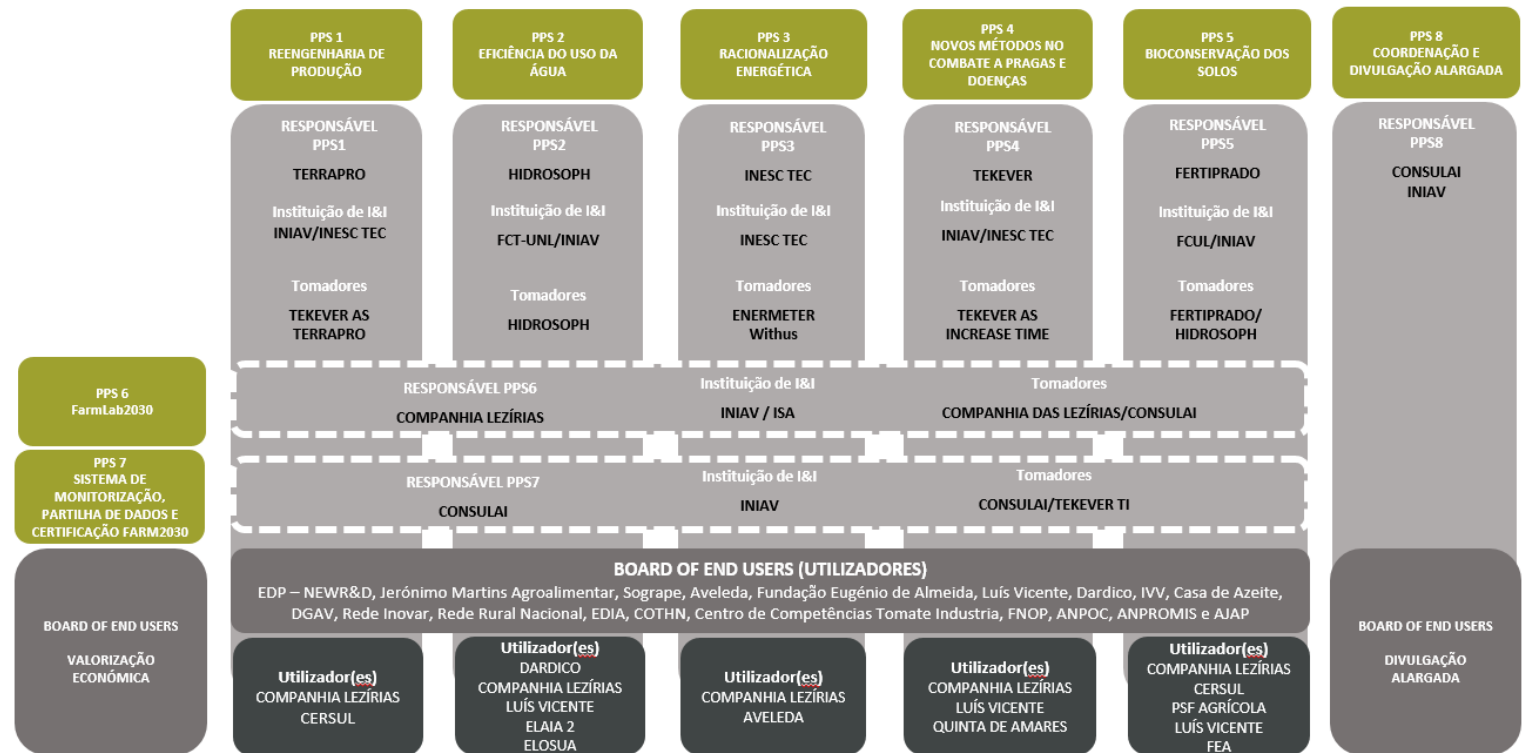 PPS 1
REENGENHARIA DE
PRODUÇÃO
PPS 2
EFICIÊNCIA DO USO DA
ÁGUA
PPS 3
RACIONALIZAÇÃO
ENERGÉTICA
PPS 4
NOVOS MÉTODOS NO
COMBATE A PRAGAS E
DOENÇAS
PPS 5
BIOCONSERVAÇÃO DOS
SOLOS
PPS 8
COORDENAÇÃO E
DIVULGAÇÃO ALARGADA
RESPONSÁVEL
PPS1
TERRAPRO
Instituição de I&I
INIAV/INESC TEC
Tomadores
TEKEVER AS
TERRAPRO
RESPONSÁVEL
PPS2
HIDROSOPH
Instituição de I&I
FCT-UNL/INIAV
Tomadores
HIDROSOPH
RESPONSÁVEL
PPS3
INESC TEC
Instituição de I&I
INESC TEC
Tomadores
ENERMETER
Withus
RESPONSÁVEL
PPS4
TEKEVER
Instituição de I&I
INIAV/INESC TEC
Tomadores
TEKEVER AS
INCREASE TIME
RESPONSÁVEL
PPS5
FERTIPRADO
Instituição de I&I
FCUL/INIAV
Tomadores
FERTIPRADO/
HIDROSOPH
RESPONSÁVEL
PPS8
CONSULAI
INIAV
PPS 6
FarmLab2030
RESPONSÁVEL PPS6
COMPANHIA LEZÍRIAS
Instituição de I&I
INIAV / ISA
Tomadores
COMPANHIA DAS LEZÍRIAS/CONSULAI
PPS 7
SISTEMA DE
MONITORIZAÇÃO,
PARTILHA DE DADOS E
CERTIFICAÇÃO FARM2030
RESPONSÁVEL PPS7
CONSULAI
Instituição de I&I
INIAV
Tomadores
CONSULAI/TEKEVER TI
BOARD OF END USERS
VALORIZAÇÃO
ECONÓMICA
BOARD OF END USERS (UTILIZADORES)
EDP – NEWR&D, Jerónimo Martins Agroalimentar, Sogrape, Aveleda, Fundação Eugénio de Almeida, Luís Vicente, Dardico, IVV, Casa de Azeite,
DGAV, Rede Inovar, Rede Rural Nacional, EDIA, COTHN, Centro de Competências Tomate Industria, FNOP, ANPOC, ANPROMIS e AJAP
BOARD OF END USERS
DIVULGAÇÃO
ALARGADA
Utilizador(es)
COMPANHIA LEZÍRIAS
CERSUL
Utilizador(es)
DARDICO
COMPANHIA LEZÍRIAS
LUÍS VICENTE
ELAIA 2
ELOSUA
Utilizador(es)
COMPANHIA LEZÍRIAS
AVELEDA
Utilizador(es)
COMPANHIA LEZÍRIAS
LUÍS VICENTE
QUINTA DE AMARES
Utilizador(es)
COMPANHIA LEZÍRIAS
CERSUL
PSF AGRÍCOLA
LUÍS VICENTE
FEA